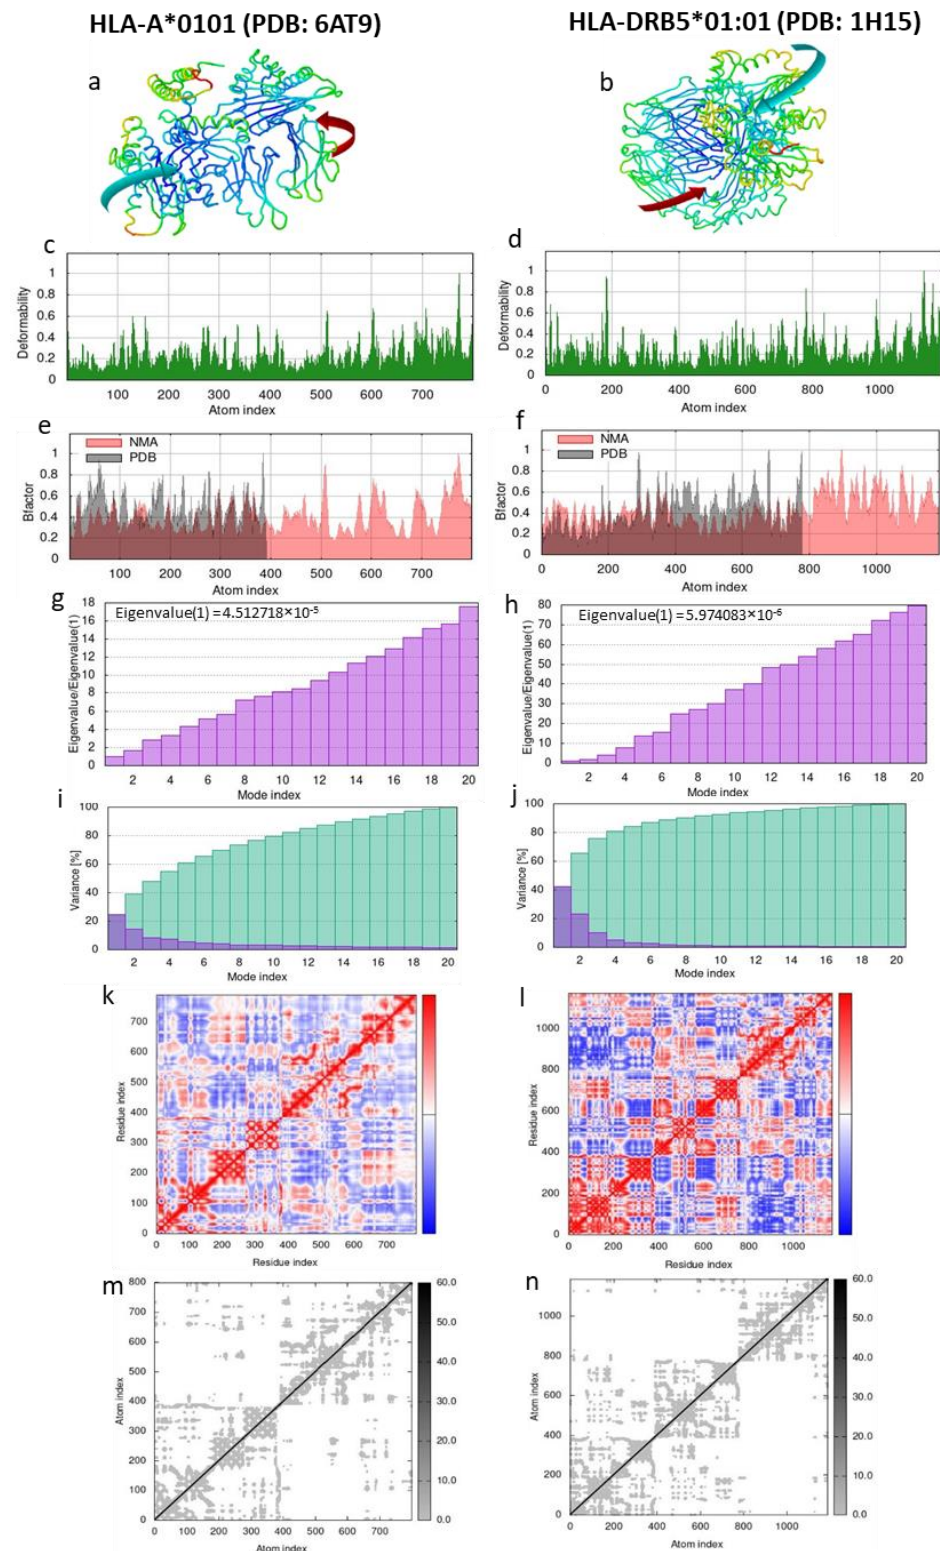 HLA-A*0101 (PDB: 6AT9)
HLA-DRB5*01:01 (PDB: 1H15)
a
b
c
d
Deformability
1
0.8
0.6
0.4
0.2
0
100 200 300 400 500 600 700
Atom index
Deformability
1
0.8
0.6
0.4
0.2
0
0 200 400 600 800 1000
Atom index
e
f
Bfactor
1
0.8
0.6
0.4
0.2
0
NMA
PDB
100 200 300 400 500 600 700
Atom index
Bfactor
1
0.8
0.6
0.4
0.2
0
NMA
PDB
0 200 400 600 800 1000
Atom index
g
h
Eigenvalue/Eigenvalue(1)
18
16
14
12
10
8
6
4
2
0
Eigenvalue(1) =4.512718×10-5
2 4 6 8 10 12 14 16 18 20
Mode index
Eigenvalue/Eigenvalue(1)
80
70
60
50
40
30
20
10
0
Eigenvalue(1) =5.974083×10-6
2 4 6 8 10 12 14 16 18 20
Mode index
i
j
Variance [%]
100
80
60
40
20
0
2 4 6 8 10 12 14 16 18 20
Mode index
Variance [%]
100
80
60
40
20
0
2 4 6 8 10 12 14 16 18 20
Mode index
k
l
Residue index
700
600
500
400
300
200
100
0
0 100 200 300 400 500 600 700
Residue index
Residue index
1000
800
600
400
200
0
0 200 400 600 800 1000
Residue index
m
n
Atom index
800
700
600
500
400
300
200
100
0
0 100 200 300 400 500 600 700
Atom index
60.0
50.0
40.0
30.0
20.0
10.0
0.0
Atom index
1000
800
600
400
200
0
0 200 400 600 800 1000
Atom index
60.0
50.0
40.0
30.0
20.0
10.0
0.0